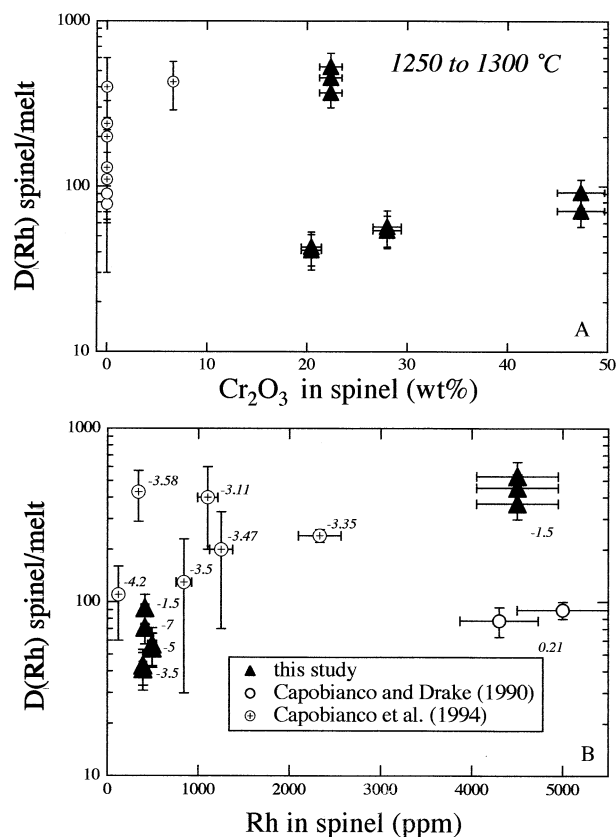 1000
1250 to 1300 °C
D(Rh) spinel/melt
100
10
A
0 10 20 30 40 50
Cr₂O₃ in spinel (wt%)
1000
-3.58
-3.11
-3.47
-3.35
-1.5
-4.2
-3.5
D(Rh) spinel/melt
100
-1.5
-7
-5
-3.5
0.21
▲ this study
○ Capobianco and Drake (1990)
⊕ Capobianco et al. (1994)
10
B
0 1000 2000 3000 4000 5000
Rh in spinel (ppm)